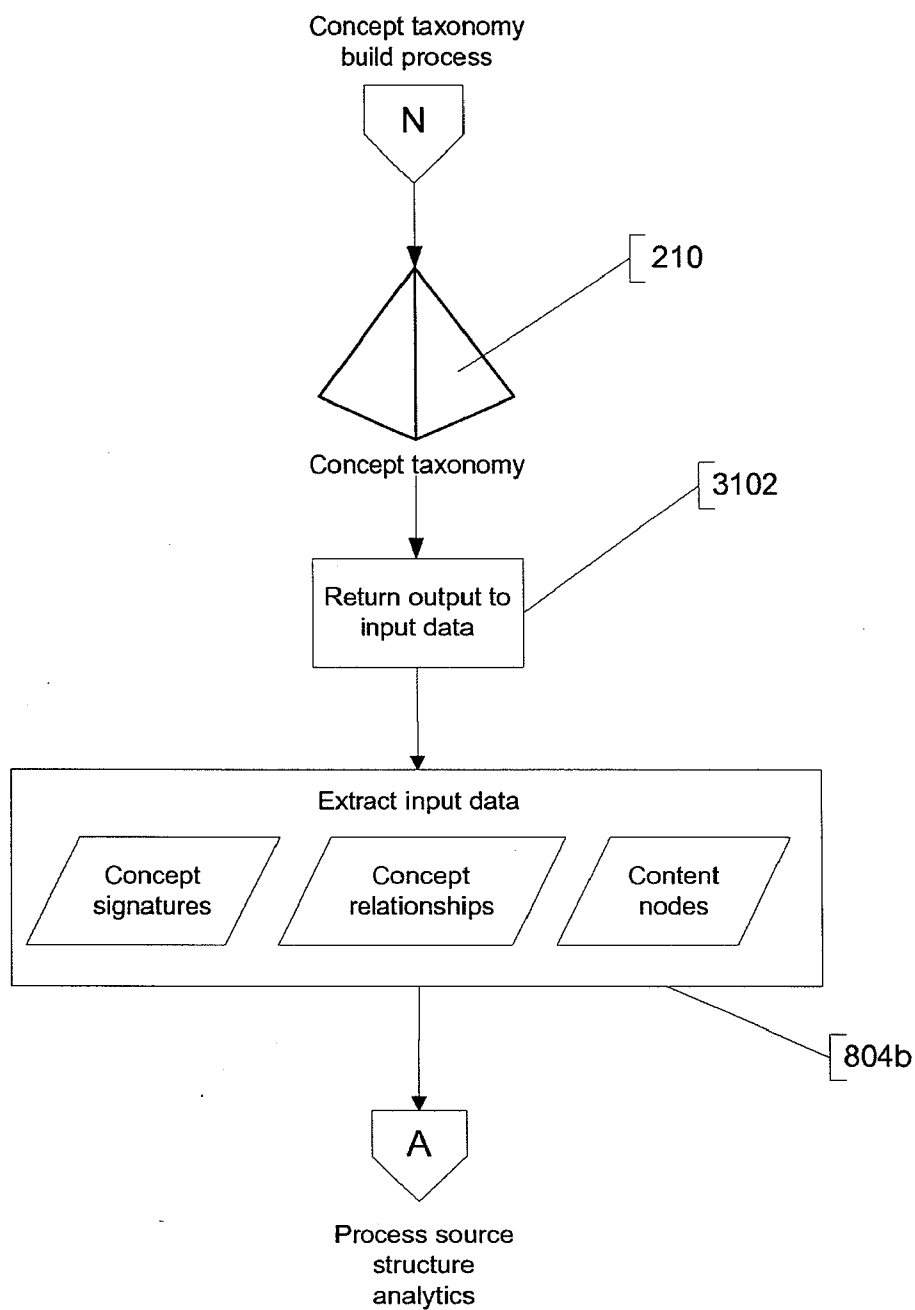 Concept taxonomy
build process
N
210
Concept taxonomy
3102
Return output to
input data
Extract input data
Concept
signatures
Concept
relationships
Content
nodes
804b
A
Process source
structure
analytics